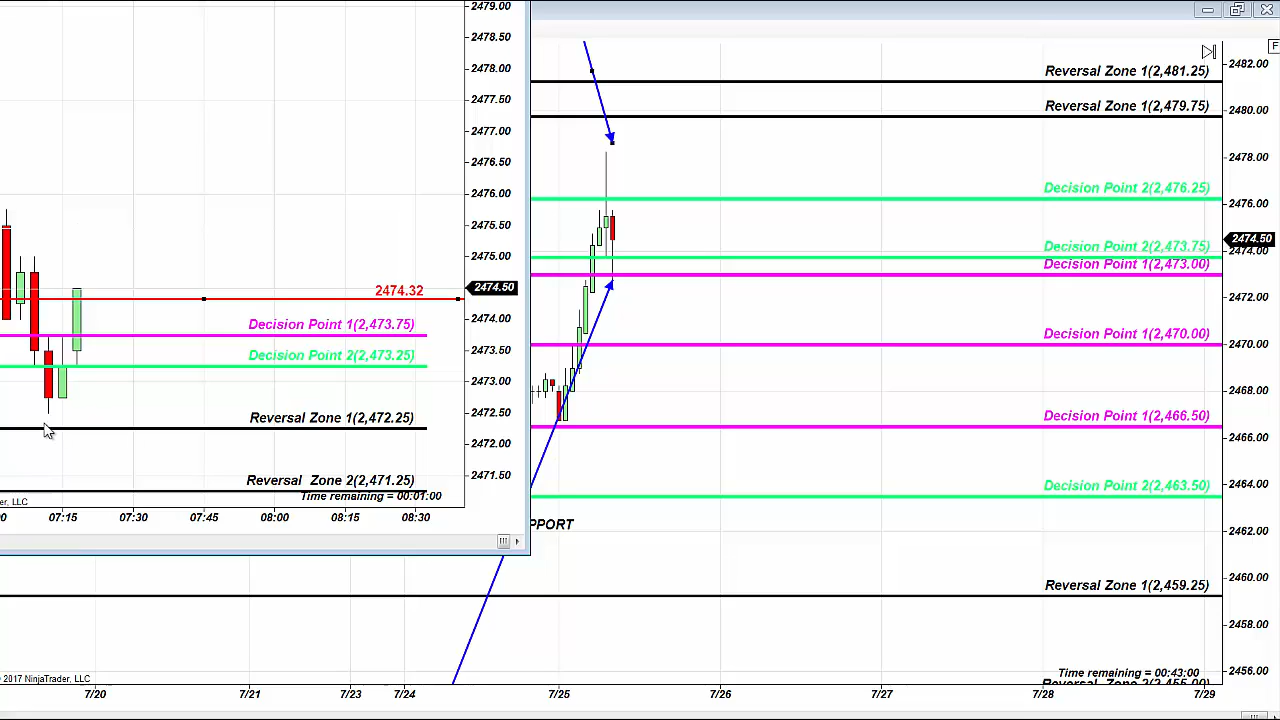 2479.00
2478.50
2478.00
2477.50
2477.00
2476.50
2476.00
2475.50
2475.00
2474.50
2474.00
2473.50
2473.00
2472.50
2472.00
2471.50
2474.32
Decision Point 1(2,473.75)
Decision Point 2(2,473.25)
Reversal Zone 1(2,472.25)
Reversal Zone 2(2,471.25)
Time remaining = 00:01:00
er, LLC
07:15
07:30
07:45
08:00
08:15
08:30
F
Reversal Zone 1(2,481.25)
Reversal Zone 1(2,479.75)
Decision Point 2(2,476.25)
Decision Point 2(2,473.75)
Decision Point 1(2,473.00)
Decision Point 1(2,470.00)
Decision Point 1(2,466.50)
Decision Point 2(2,463.50)
PPORT
Reversal Zone 1(2,459.25)
Time remaining = 00:43:00
Reversal Zone 2(2,455.00)
2482.00
2480.00
2478.00
2476.00
2474.50
2474.00
2472.00
2470.00
2468.00
2466.00
2464.00
2462.00
2460.00
2458.00
2456.00
© 2017 NinjaTrader, LLC
7/20
7/21
7/23
7/24
7/25
7/26
7/27
7/28
7/29